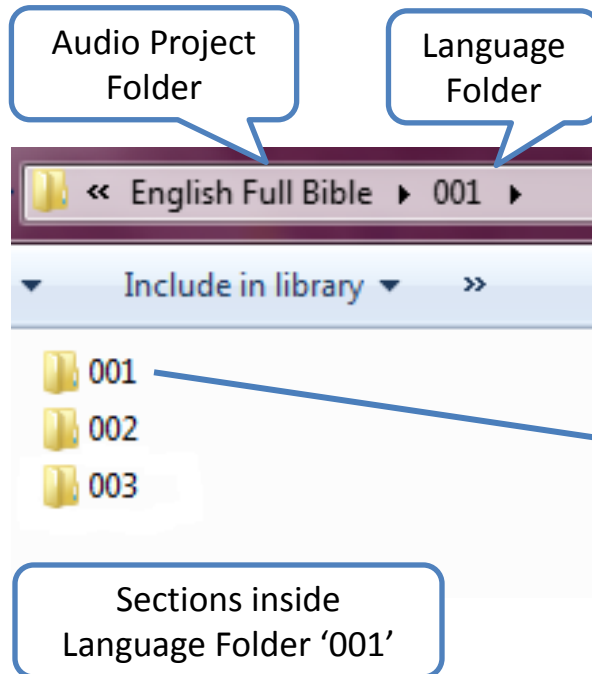 Audio Project
Folder
Language
Folder
« English Full Bible ▸ 001 ▸
Include in library ▾ »
001
002
003
Sections inside
Language Folder ‘001’